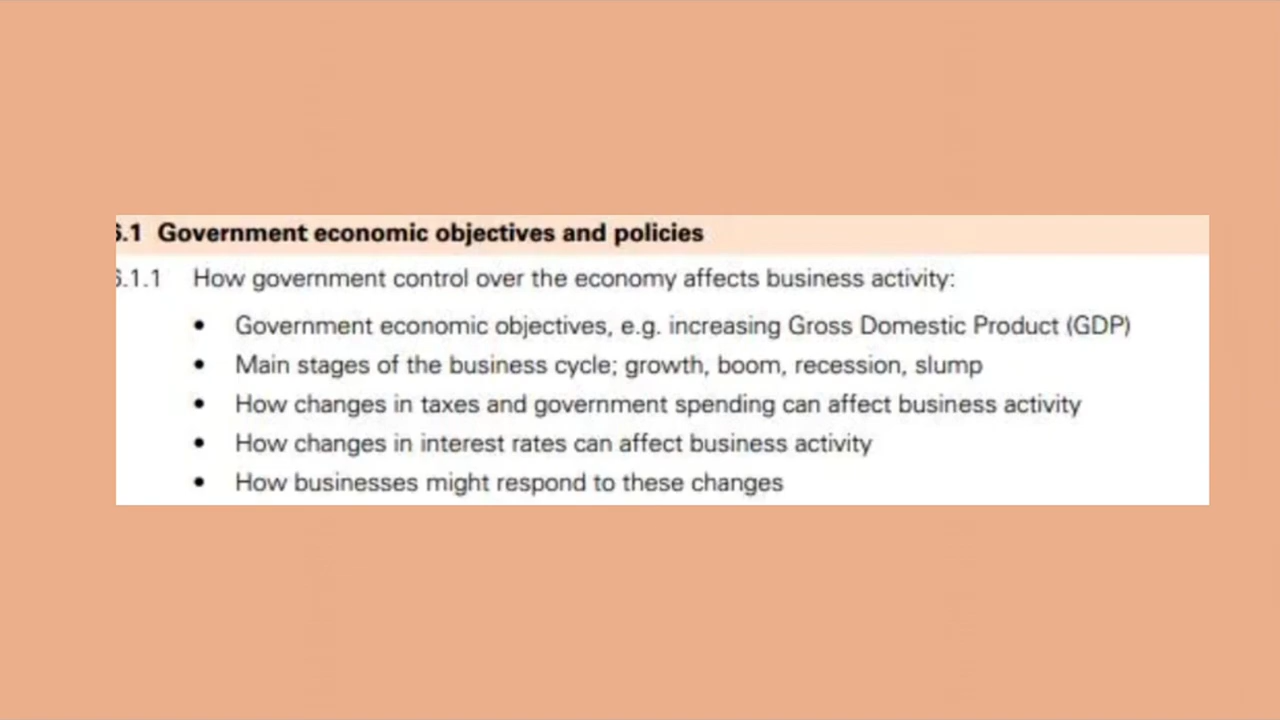 6.1 Government economic objectives and policies
6.1.1 How government control over the economy affects business activity:
• Government economic objectives, e.g. increasing Gross Domestic Product (GDP)
• Main stages of the business cycle; growth, boom, recession, slump
• How changes in taxes and government spending can affect business activity
• How changes in interest rates can affect business activity
• How businesses might respond to these changes